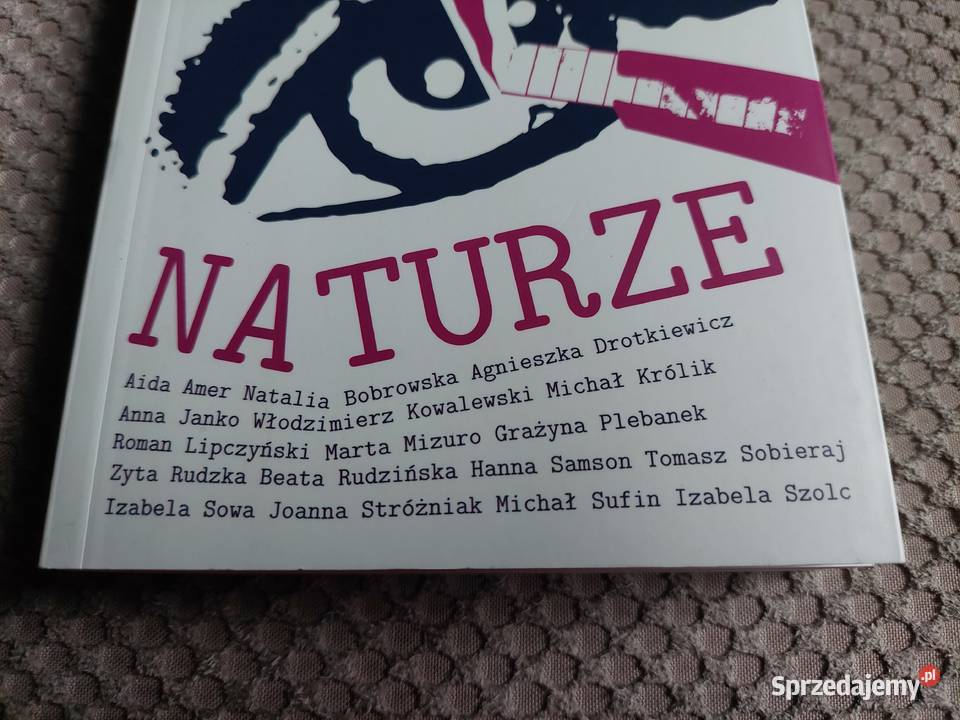 NATURZE
Aida Amer Natalia Bobrowska Agnieszka Drotkiewicz
Anna Janko Włodzimierz Kowalewski Michał Królik
Roman Lipczyński Marta Mizuro Grażyna Plebanek
Zyta Rudzka Beata Rudzińska Hanna Samson Tomasz Sobieraj
Izabela Sowa Joanna Stróżniak Michał Sufin Izabela Szolc
Sprzedajemy.pl